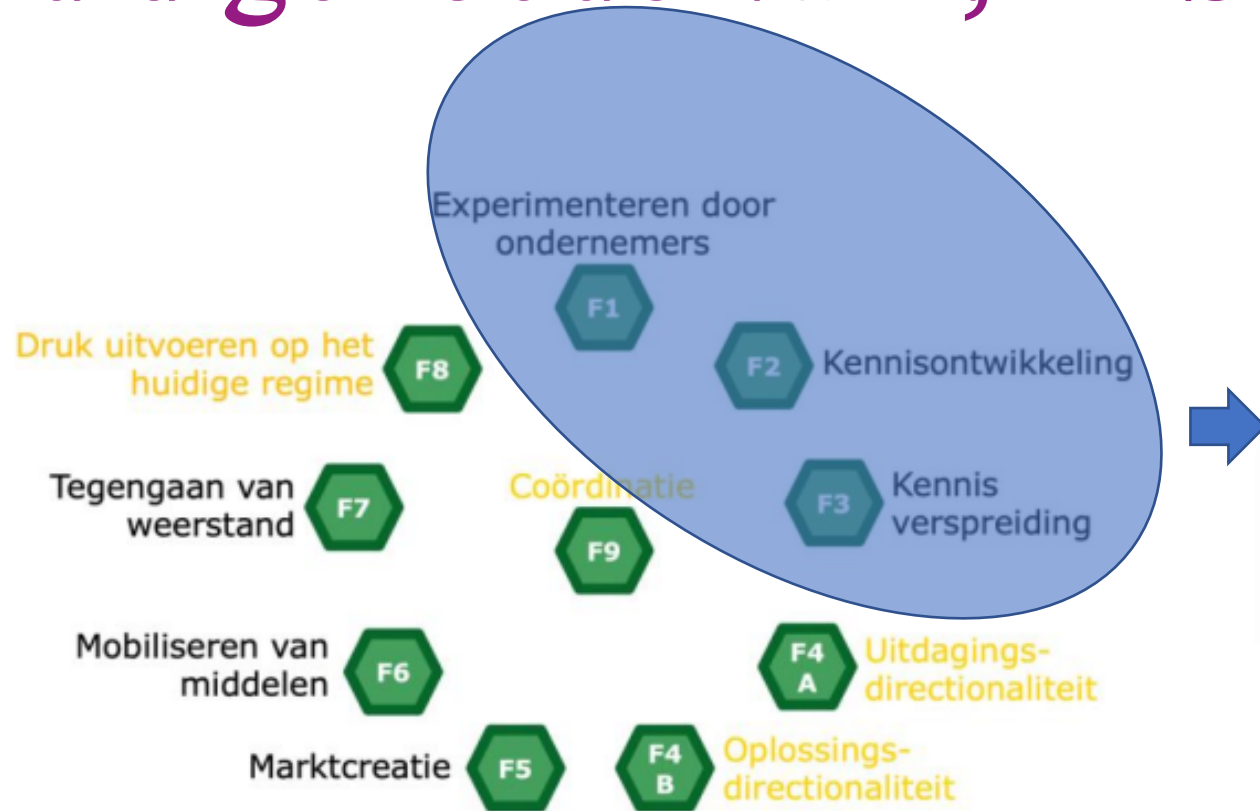 Experimenteren door
ondernemers
F1
Druk uitvoeren op het
huidige regime
F8
F2
Kennisontwikkeling
Tegengaan van
weerstand
F7
Coördinatie
F9
F3
Kennis
verspreiding
Mobiliseren van
middelen
F6
F4
A
Uitdagings-
directionaliteit
Marktcreatie
F5
F4
B
Oplossings-
directionaliteit